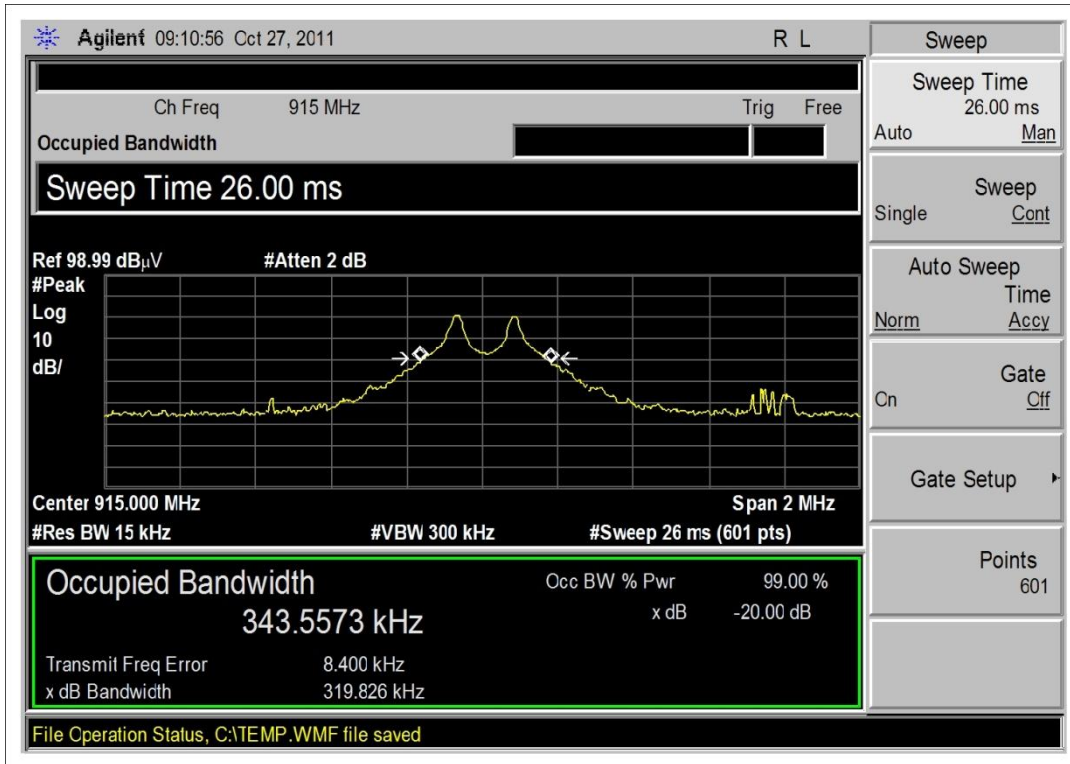 Agilent 09:10:56 Oct 27, 2011 R L
Ch Freq 915 MHz Trig Free
Occupied Bandwidth
Sweep Time 26.00 ms
Ref 98.99 dBµV #Atten 2 dB
#Peak
Log
10
dB/
Center 915.000 MHz Span 2 MHz
#Res BW 15 kHz #VBW 300 kHz #Sweep 26 ms (601 pts)
Occupied Bandwidth
343.5573 kHz
Occ BW % Pwr 99.00 %
x dB -20.00 dB
Transmit Freq Error 8.400 kHz
x dB Bandwidth 319.826 kHz
File Operation Status, C:\TEMP.WMF file saved
Sweep
Sweep Time
26.00 ms
Auto Man
Sweep
Single Cont
Auto Sweep
Time
Norm Accy
Gate
On Off
Gate Setup
Points
601